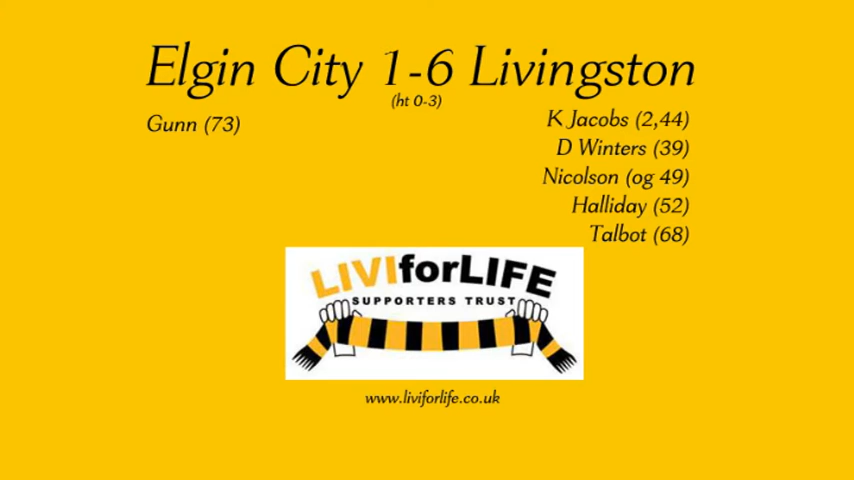 Elgin City 1-6 Livingston
(ht 0-3)
Gunn (73)
K Jacobs (2,44)
D Winters (39)
Nicolson (og 49)
Halliday (52)
Talbot (68)
LIVIforLIFE
SUPPORTERS TRUST
www.liviforlife.co.uk